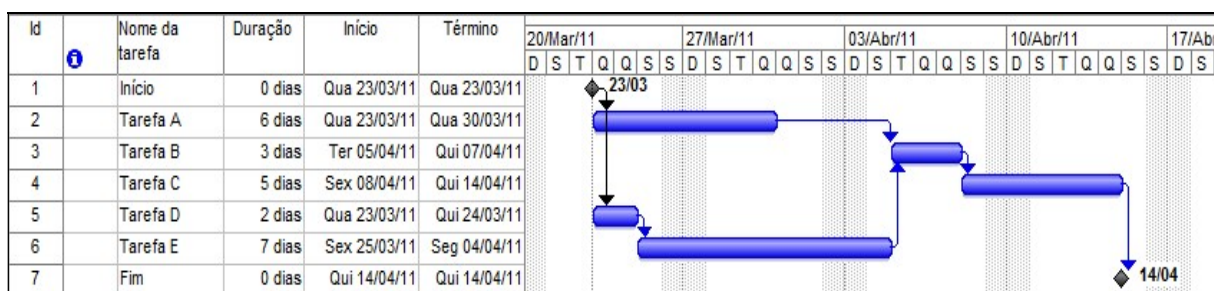 Id Nome da tarefa Duração Início Término 20/Mar/11 27/Mar/11 03/Abr/11 10/Abr/11 17/Abr
D S T Q Q S S D S T Q Q S S D S T Q Q S S D S T Q Q S S D S
1 Início 0 dias Qua 23/03/11 Qua 23/03/11 23/03
2 Tarefa A 6 dias Qua 23/03/11 Qua 30/03/11
3 Tarefa B 3 dias Ter 05/04/11 Qui 07/04/11
4 Tarefa C 5 dias Sex 08/04/11 Qui 14/04/11
5 Tarefa D 2 dias Qua 23/03/11 Qui 24/03/11
6 Tarefa E 7 dias Sex 25/03/11 Seg 04/04/11
7 Fim 0 dias Qui 14/04/11 Qui 14/04/11 14/04